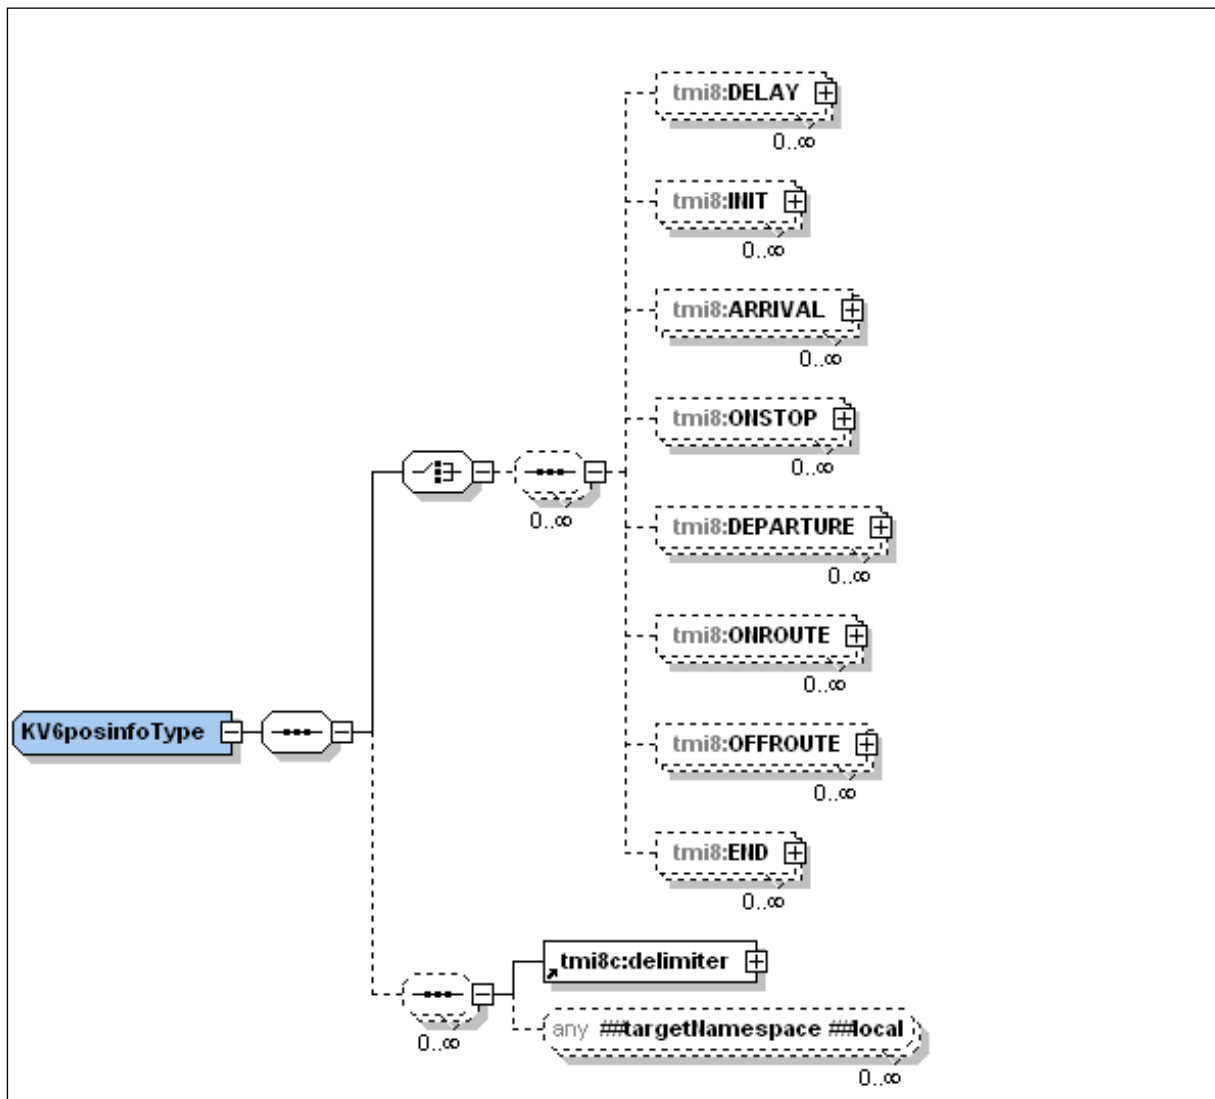 tmi8:DELAY
0..∞
tmi8:INIT
0..∞
tmi8:ARRIVAL
0..∞
tmi8:ONSTOP
0..∞
0..∞
tmi8:DEPARTURE
0..∞
tmi8:ONROUTE
0..∞
KV6posinfoType
tmi8:OFFROUTE
0..∞
tmi8:END
0..∞
tmi8c:delimiter
any ##targetNamespace ##local
0..∞
0..∞